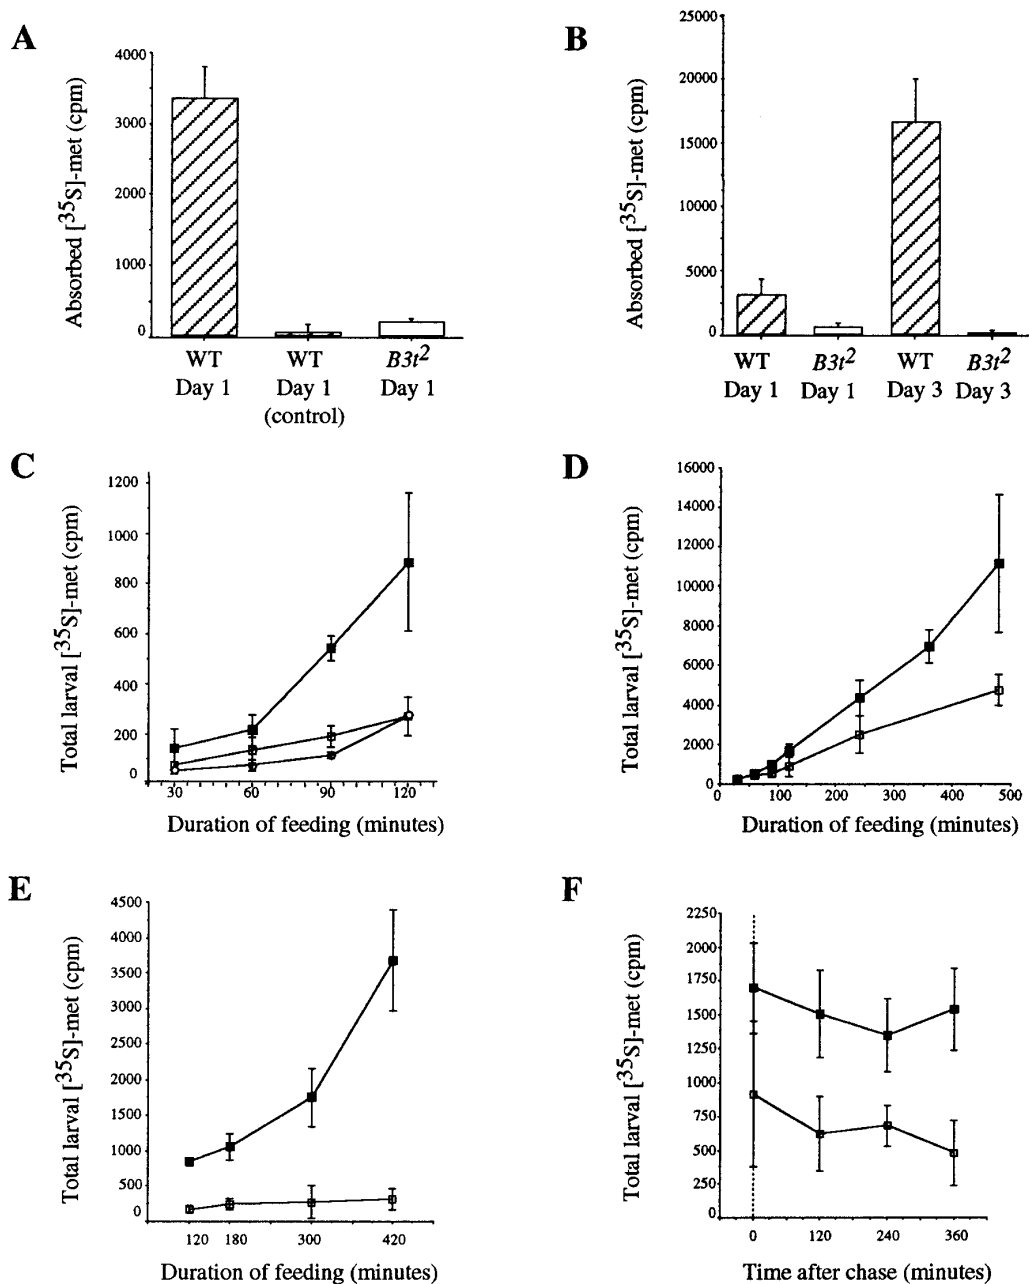 A
Absorbed [35S]-met (cpm)
4000
3000
2000
1000
0
WT
Day 1
WT
Day 1
(control)
B3t2
Day 1
B
Absorbed [35S]-met (cpm)
25000
20000
15000
10000
5000
0
WT
Day 1
B3t2
Day 1
WT
Day 3
B3t2
Day 3
C
Total larval [35S]-met (cpm)
1200
1000
800
600
400
200
0
30 60 90 120
Duration of feeding (minutes)
D
Total larval [35S]-met (cpm)
16000
14000
12000
10000
8000
6000
4000
2000
0
0 100 200 300 400 500
Duration of feeding (minutes)
E
Total larval [35S]-met (cpm)
4500
4000
3500
3000
2500
2000
1500
1000
500
0
120 180 300 420
Duration of feeding (minutes)
F
Total larval [35S]-met (cpm)
2250
2000
1750
1500
1250
1000
750
500
250
0
0 120 240 360
Time after chase (minutes)